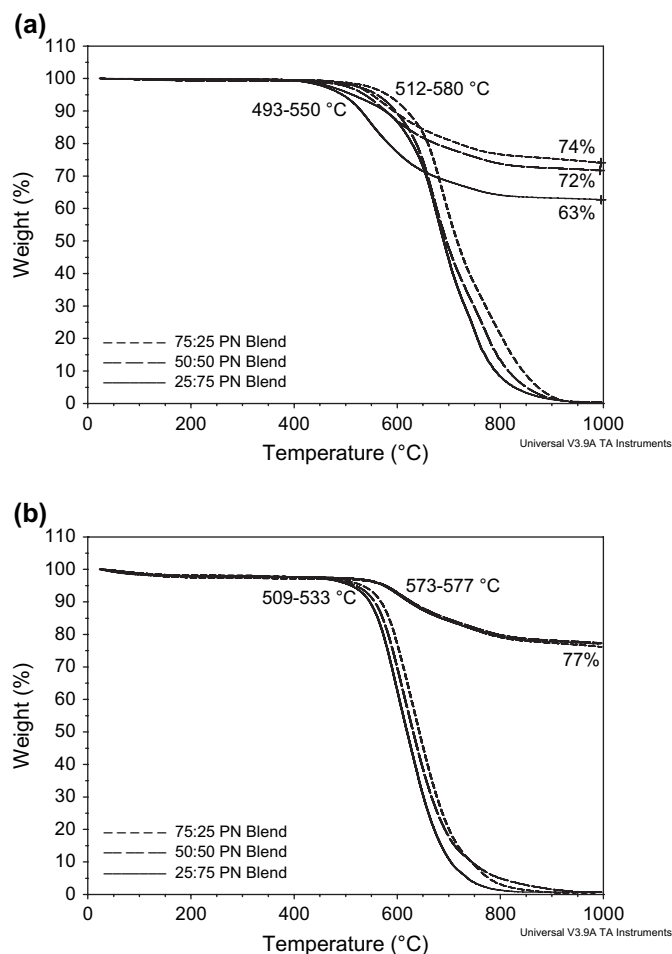 (a)
110
100
90
80
70
60
50
40
30
20
10
0
Weight (%)
512-580 °C
493-550 °C
74%
72%
63%
75:25 PN Blend
50:50 PN Blend
25:75 PN Blend
0 200 400 600 800 1000
Temperature (°C)
Universal V3.9A TA Instruments
(b)
110
100
90
80
70
60
50
40
30
20
10
0
Weight (%)
573-577 °C
509-533 °C
77%
75:25 PN Blend
50:50 PN Blend
25:75 PN Blend
0 200 400 600 800 1000
Temperature (°C)
Universal V3.9A TA Instruments